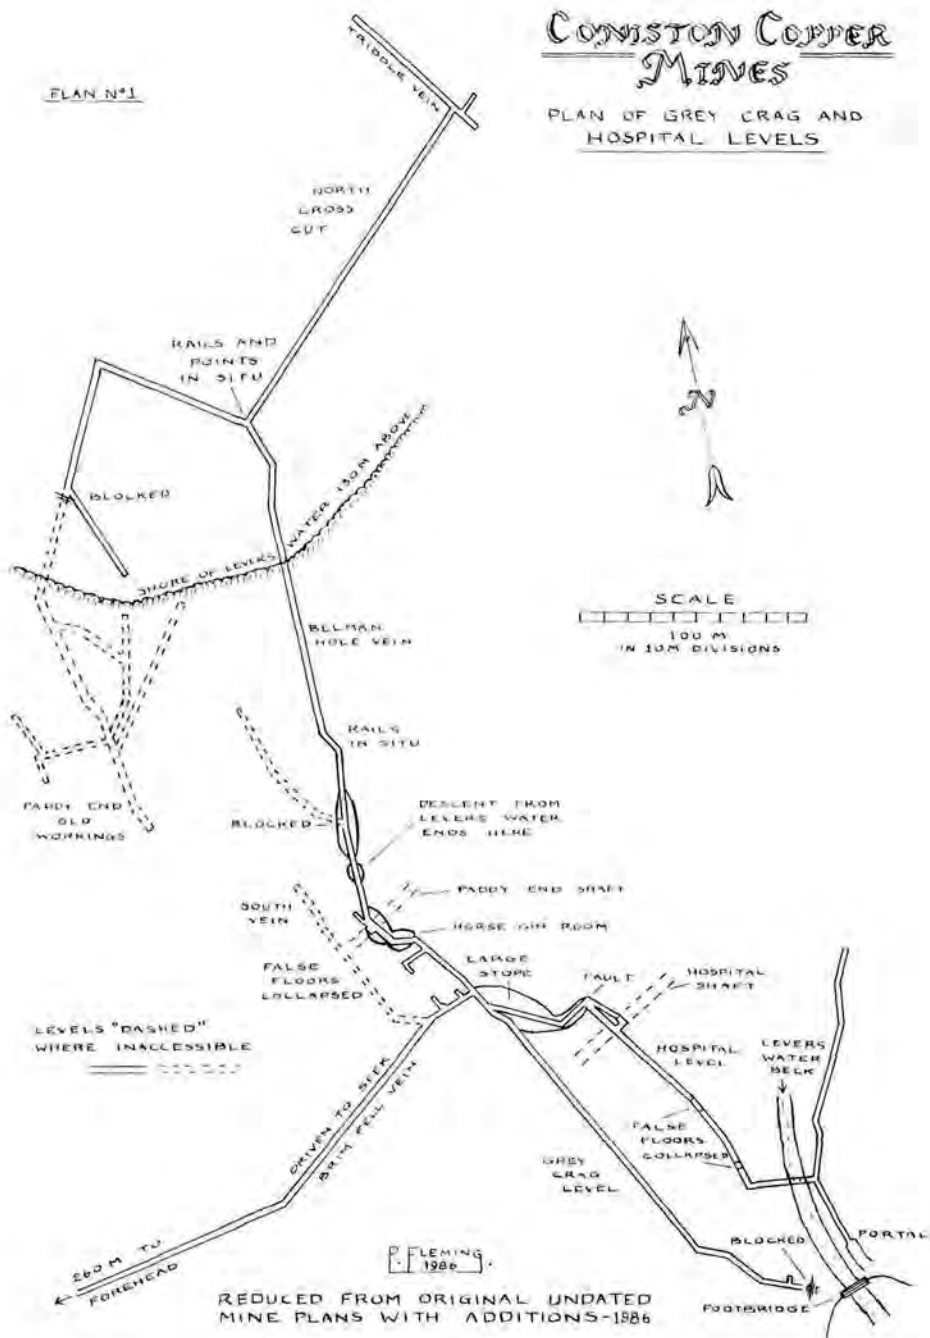 CONISTON COPPER
MINES
PLAN OF GREY CRAG AND
HOSPITAL LEVELS
PLAN Nº1
TRIDDLE VEIN
NORTH
CROSS
CUT
RAILS AND
POINTS
IN SITU
N
BLOCKED
SHORE OF LEVERS WATER 130M ABOVE
SCALE
100 M
IN 10M DIVISIONS
BELMAN
HOLE VEIN
RAILS
IN SITU
PADDY END
OLD
WORKINGS
BLOCKED
DESCENT FROM
LEVERS WATER
ENDS HERE
PADDY END SHAFT
SOUTH
VEIN
HORSE GIN ROOM
FALSE
FLOORS
COLLAPSED
LARGE
STOPE
FAULT
HOSPITAL
SHAFT
LEVELS "DASHED"
WHERE INACCESSIBLE
HOSPITAL
LEVEL
LEVERS
WATER
BECK
DRIVEN TO SEEK
BRIM FELL VEIN
FALSE
FLOORS
COLLAPSED
GREY
CRAG
LEVEL
260 M TO
FOREHEAD
BLOCKED
PORTAL
FOOTBRIDGE
P. FLEMING
1986
REDUCED FROM ORIGINAL UNDATED
MINE PLANS WITH ADDITIONS-1986